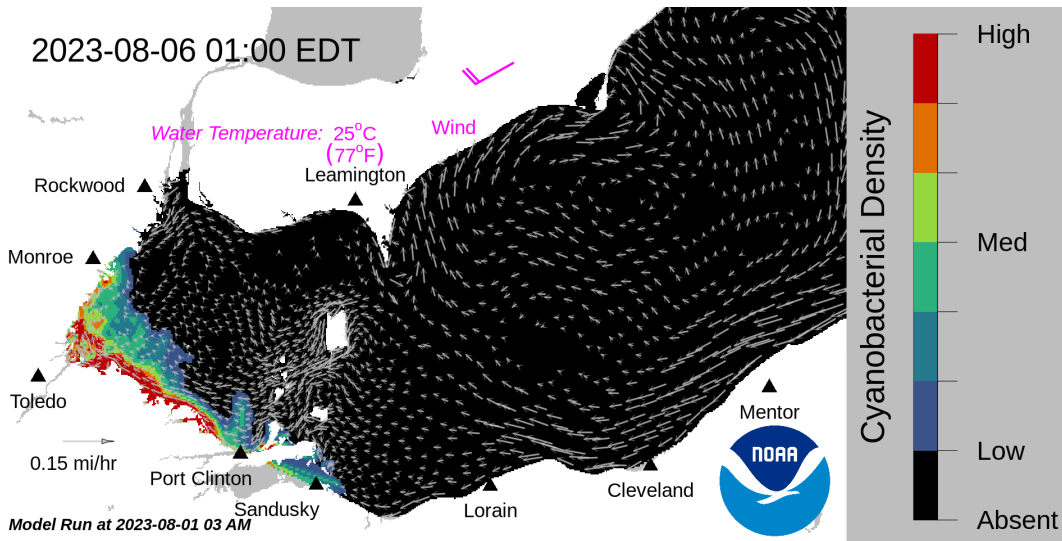 2023-08-06 01:00 EDT
High
Water Temperature: 25°C
(77°F)
Wind
Leamington
Rockwood
Monroe
Med
Cyanobacterial Density
Toledo
Mentor
0.15 mi/hr
NOAA
Port Clinton
Low
Sandusky
Lorain
Cleveland
Model Run at 2023-08-01 03 AM
Absent